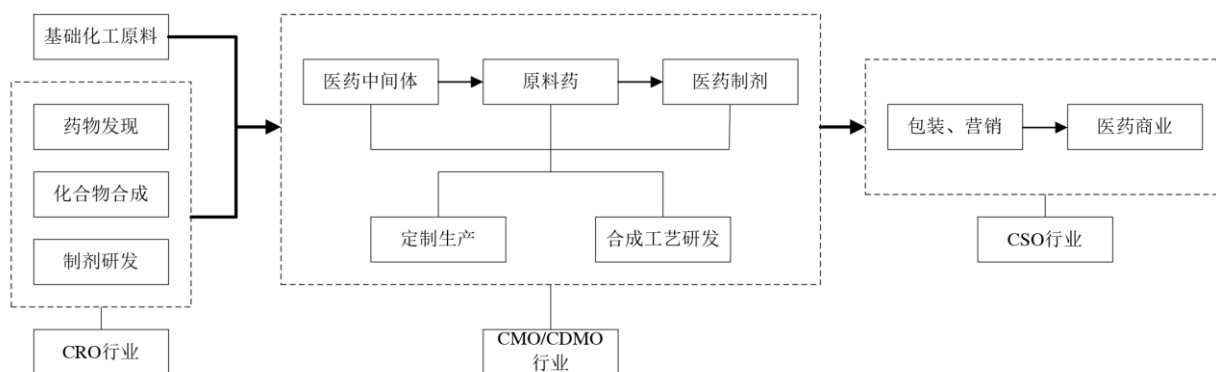 基础化工原料
药物发现
化合物合成
制剂研发
CRO行业
医药中间体
原料药
医药制剂
定制生产
合成工艺研发
CMO/CDMO
行业
包装、营销
医药商业
CSO行业